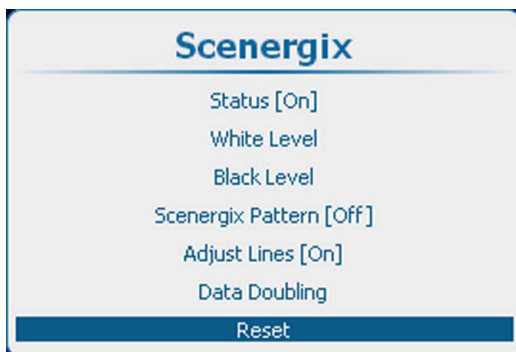 Scenergix
Status [On]
White Level
Black Level
Scenergix Pattern [Off]
Adjust Lines [On]
Data Doubling
Reset